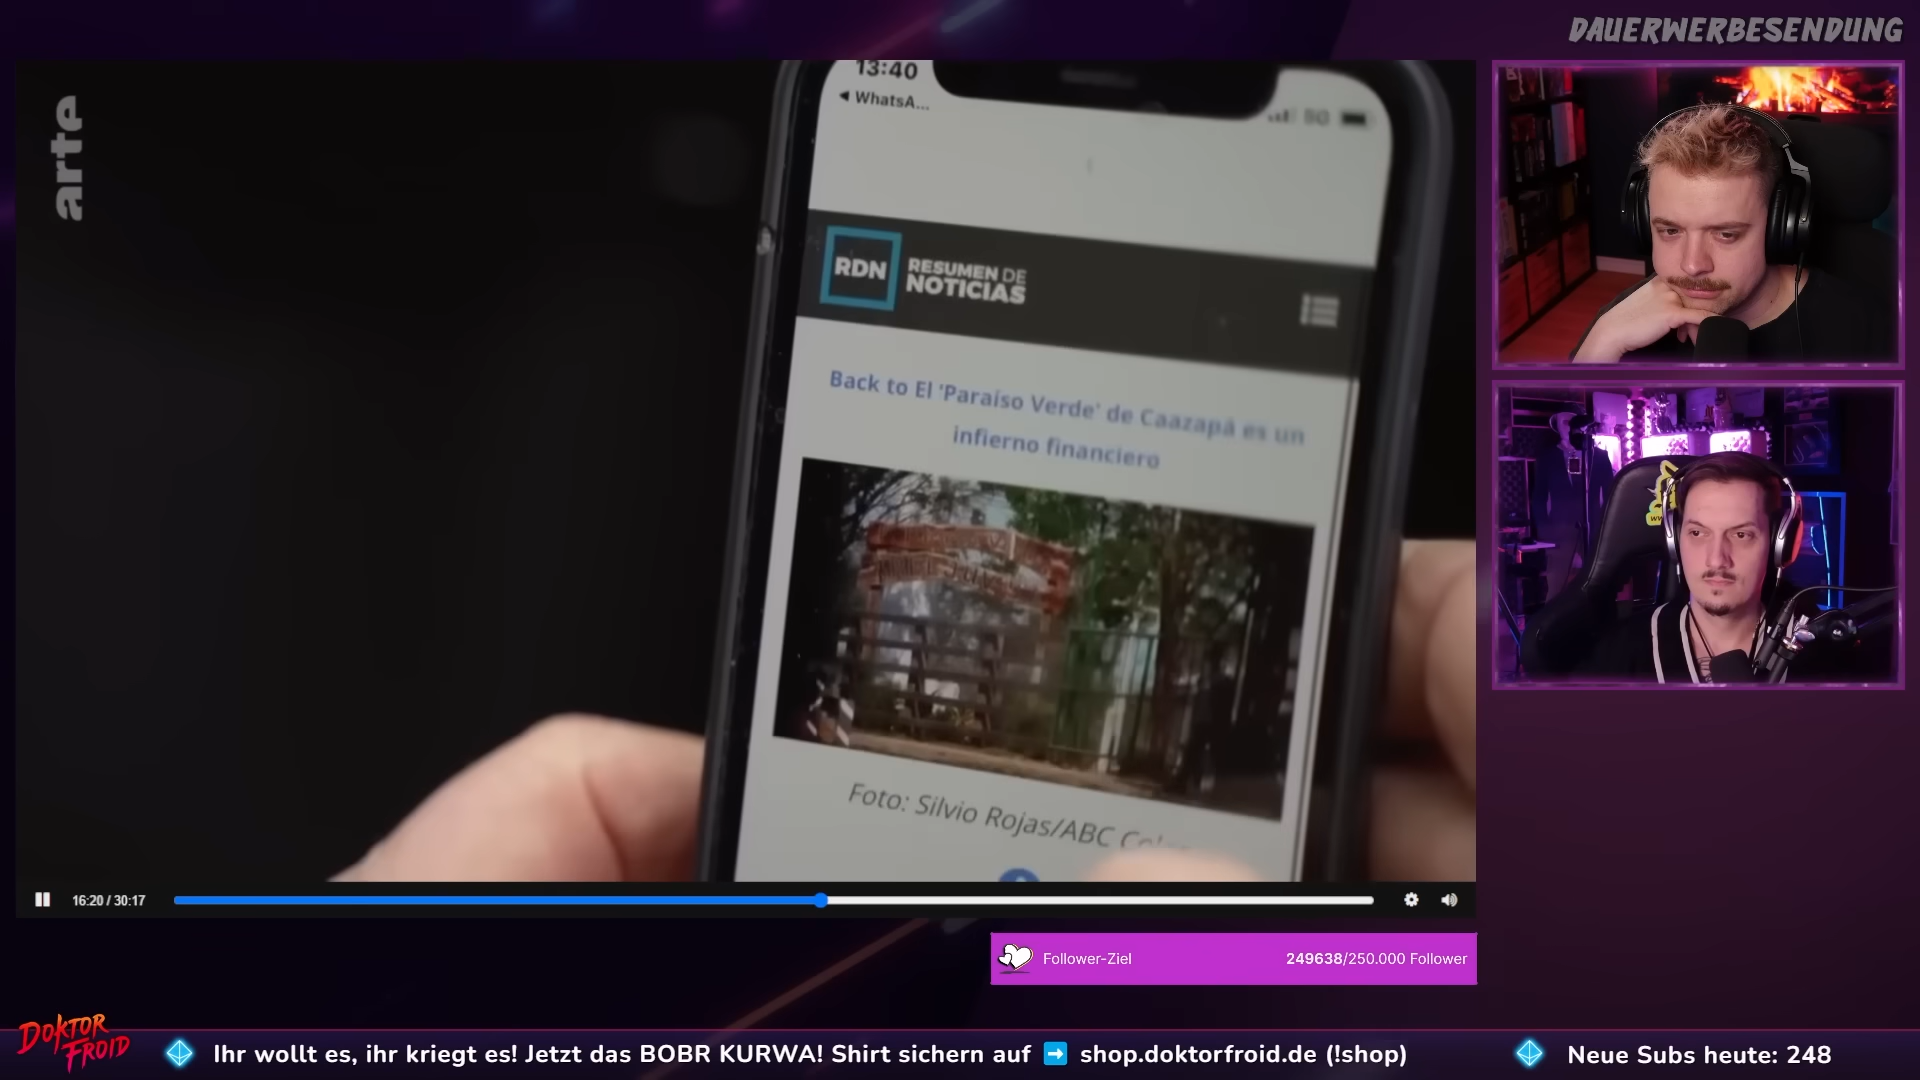 DAUERWERBESENDUNG
arte
13:40
WhatsA...
5G
RDN
RESUMEN DE
NOTICIAS
Back to El 'Paraíso Verde' de Caazapá es un
infierno financiero
Foto: Silvio Rojas/ABC
16:20 / 30:17
Follower-Ziel
249638/250.000 Follower
DOKTOR
FROID
Ihr wollt es, ihr kriegt es! Jetzt das BOBR KURWA! Shirt sichern auf ➡ shop.doktorfroid.de (!shop)
Neue Subs heute: 248